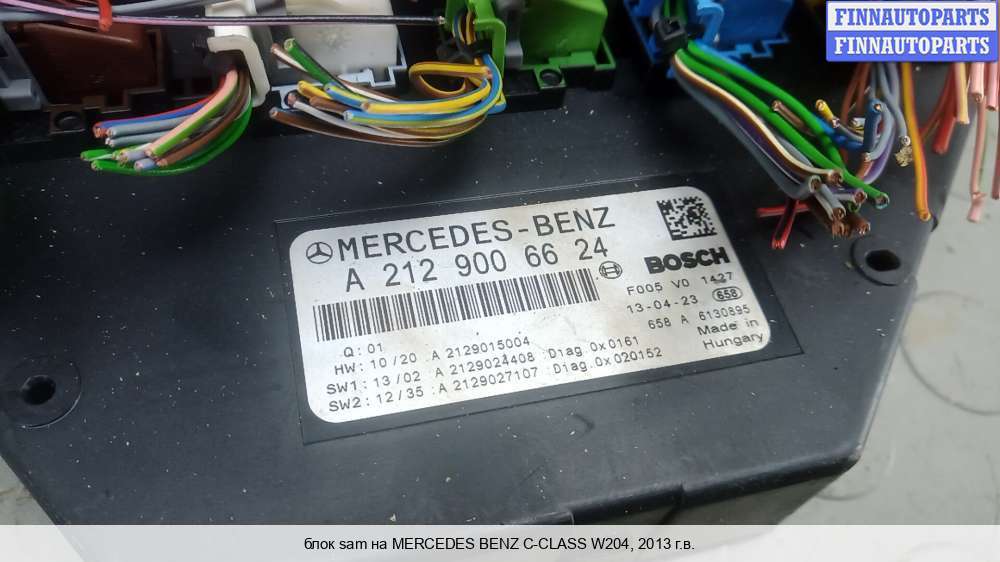 FINNAUTOPARTS
FINNAUTOPARTS
MERCEDES-BENZ
A 212 900 66 24
BOSCH
F005 V0 1427
13-04-23 658
658 A 6130895
Made in
Hungary
Q: 01
HW: 10/20 A 2129015004
SW1: 13/02 A 2129024408 Diag.0x0161
SW2: 12/35 A 2129027107 Diag.0x020152
блок sam на MERCEDES BENZ C-CLASS W204, 2013 г.в.